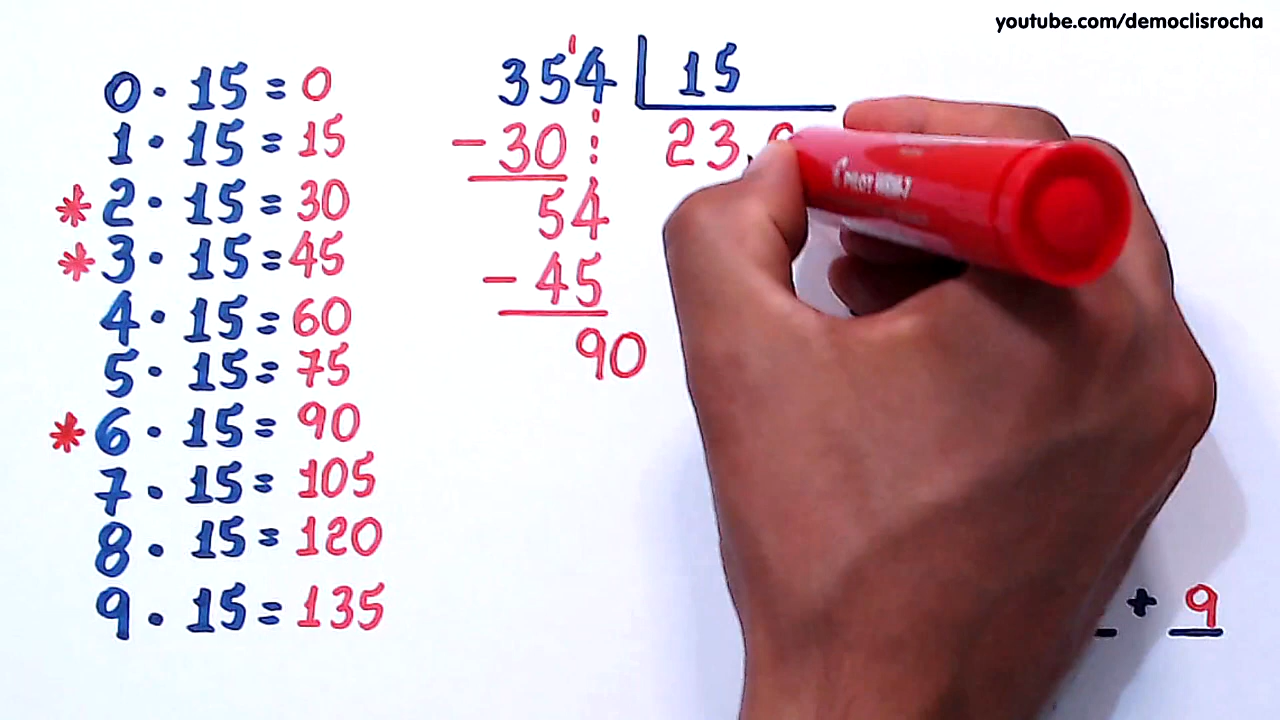 youtube.com/democlisrocha
0 · 15 = 0
1 · 15 = 15
* 2 · 15 = 30
* 3 · 15 = 45
4 · 15 = 60
5 · 15 = 75
* 6 · 15 = 90
7 · 15 = 105
8 · 15 = 120
9 · 15 = 135
354 15
- 30 23,
54
- 45
90
+ 9